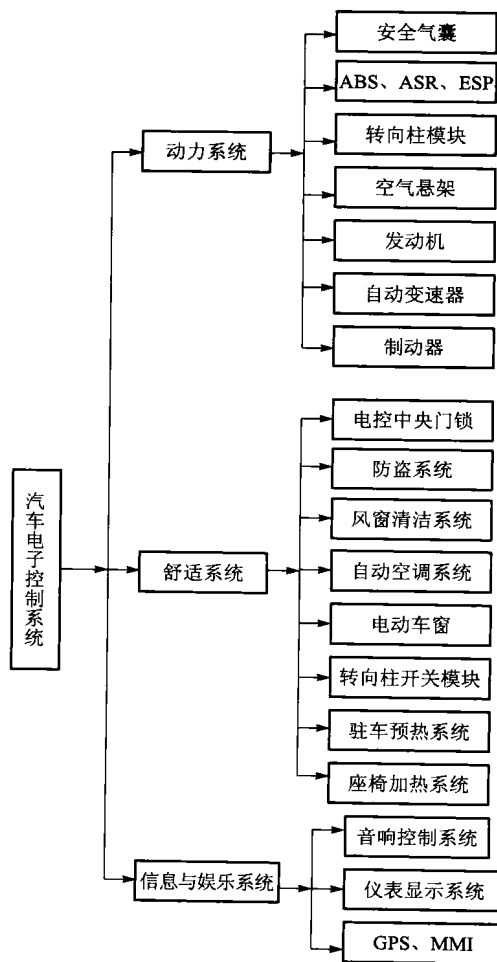 汽车电子控制系统
动力系统
安全气囊
ABS、ASR、ESP
转向柱模块
空气悬架
发动机
自动变速器
制动器
舒适系统
电控中央门锁
防盗系统
风窗清洁系统
自动空调系统
电动车窗
转向柱开关模块
驻车预热系统
座椅加热系统
信息与娱乐系统
音响控制系统
仪表显示系统
GPS、MMI